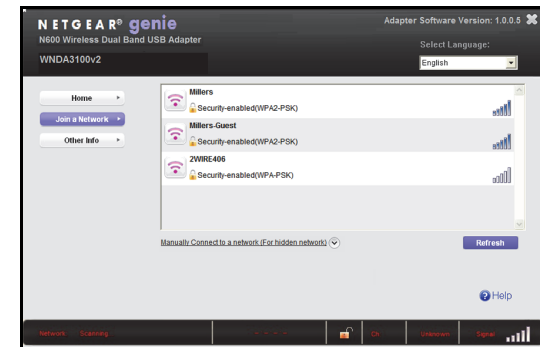 NETGEAR® genie
Adapter Software Version: 1.0.0.5
N600 Wireless Dual Band USB Adapter
Select Language:
WNDA3100v2
English
Home
Join a Network
Other Info
Millers
Security-enabled(WPA2-PSK)
Millers-Guest
Security-enabled(WPA2-PSK)
2WIRE406
Security-enabled(WPA-PSK)
Manually Connect to a network.(For hidden network)
Refresh
? Help
Network Scanning
- - - -
Ch
Unknown
Signal